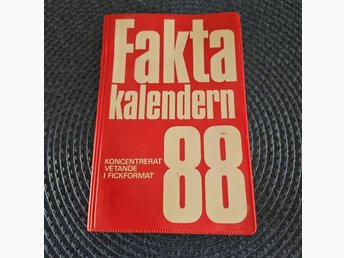 Fakta
kalendern
88
KONCENTRERAT
VETANDE
I FICKFORMAT